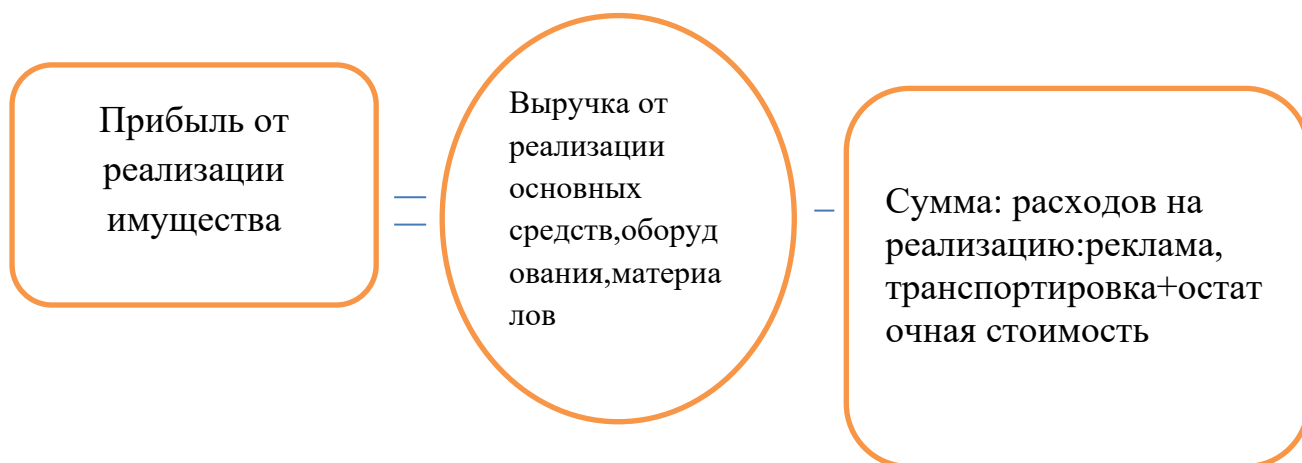 Прибыль от
реализации
имущества
=
Выручка от
реализации
основных
средств,оборуд
ования,материа
лов
–
Сумма: расходов на
реализацию:реклама,
транспортировка+остат
очная стоимость